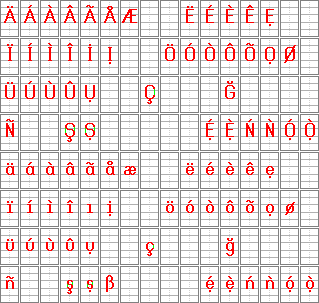 Ä Á À Â Ã Å Æ Ë É È Ê Ẹ
Ï Í Ì Î İ Ị Ö Ó Ò Ô Õ Ọ Ø
Ü Ú Ù Û Ụ Ç Ğ
Ñ Ş Ṣ Ẹ́ Ẹ̀ Ń Ǹ Ọ́ Ọ̀
ä á à â ã å æ ë é è ê ẹ
ï í ì î ı ị ö ó ò ô õ ọ ø
ü ú ù û ụ ç ğ
ñ ş ṣ ß ẹ́ ẹ̀ ń ǹ ọ́ ọ̀